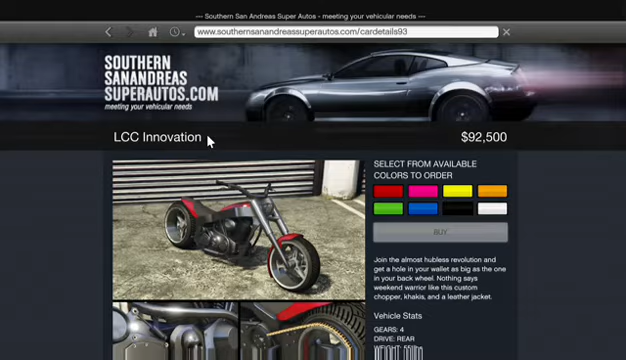 --- Southern San Andreas Super Autos - meeting your vehicular needs ---
www.southernsanandreassuperautos.com/cardetails93
SOUTHERN
SANANDREAS
SUPERAUTOS.COM
meeting your vehicular needs
LCC Innovation
$92,500
SELECT FROM AVAILABLE
COLORS TO ORDER
BUY
Join the almost hubless revolution and
get a hole in your wallet as big as the one
in your back wheel. Nothing says
weekend warrior like this custom
chopper, khakis, and a leather jacket.
Vehicle Stats
GEARS: 4
DRIVE: REAR